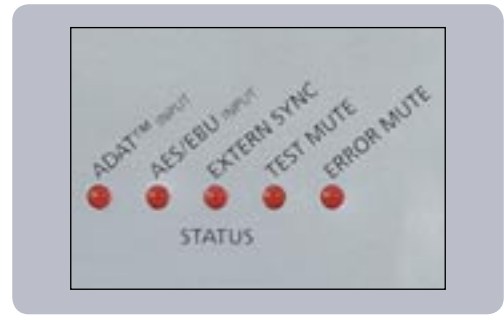 ADAT™ INPUT
AES/EBU INPUT
EXTERN SYNC
TEST MUTE
ERROR MUTE
STATUS